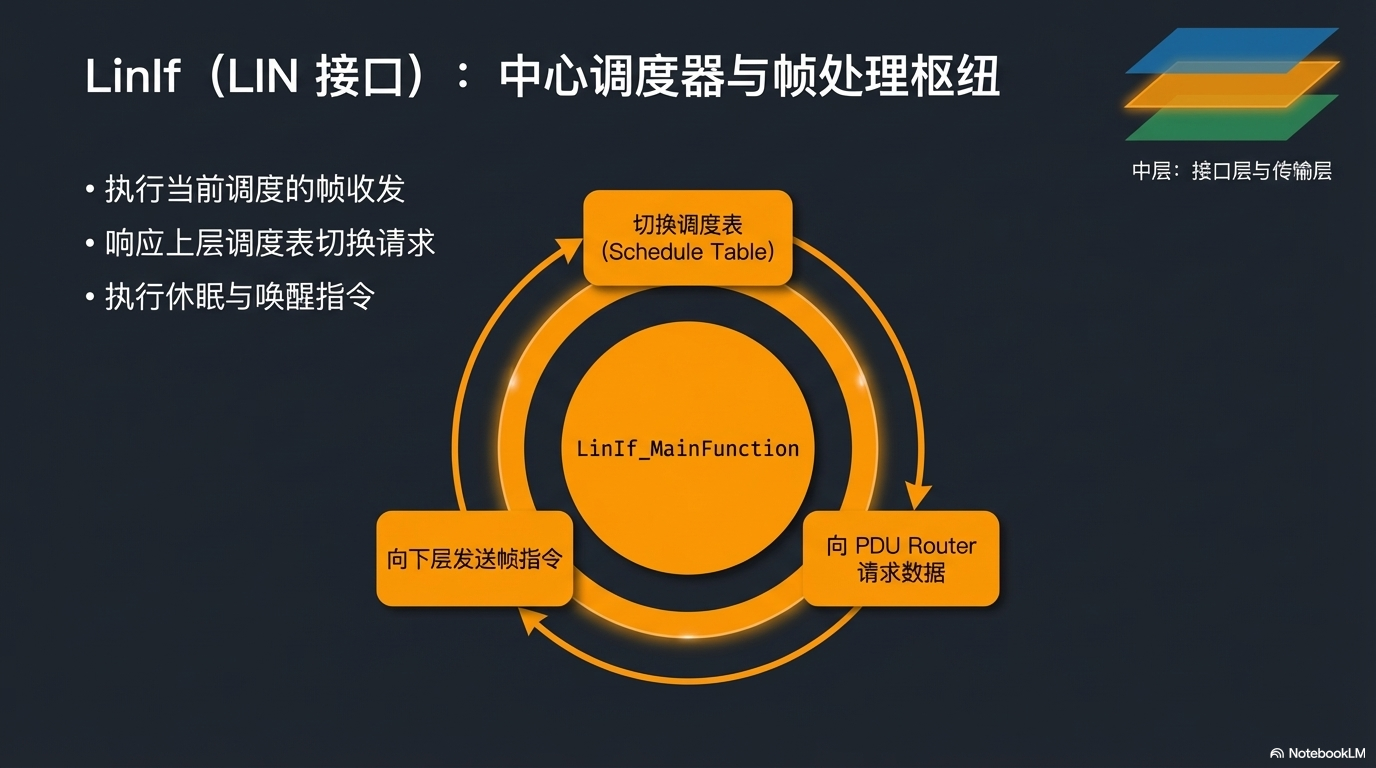 LinIf（LIN 接口）：中心调度器与帧处理枢纽
中层：接口层与传输层
• 执行当前调度的帧收发
• 响应上层调度表切换请求
• 执行休眠与唤醒指令
切换调度表
(Schedule Table)
LinIf_MainFunction
向下层发送帧指令
向 PDU Router
请求数据
NotebookLM